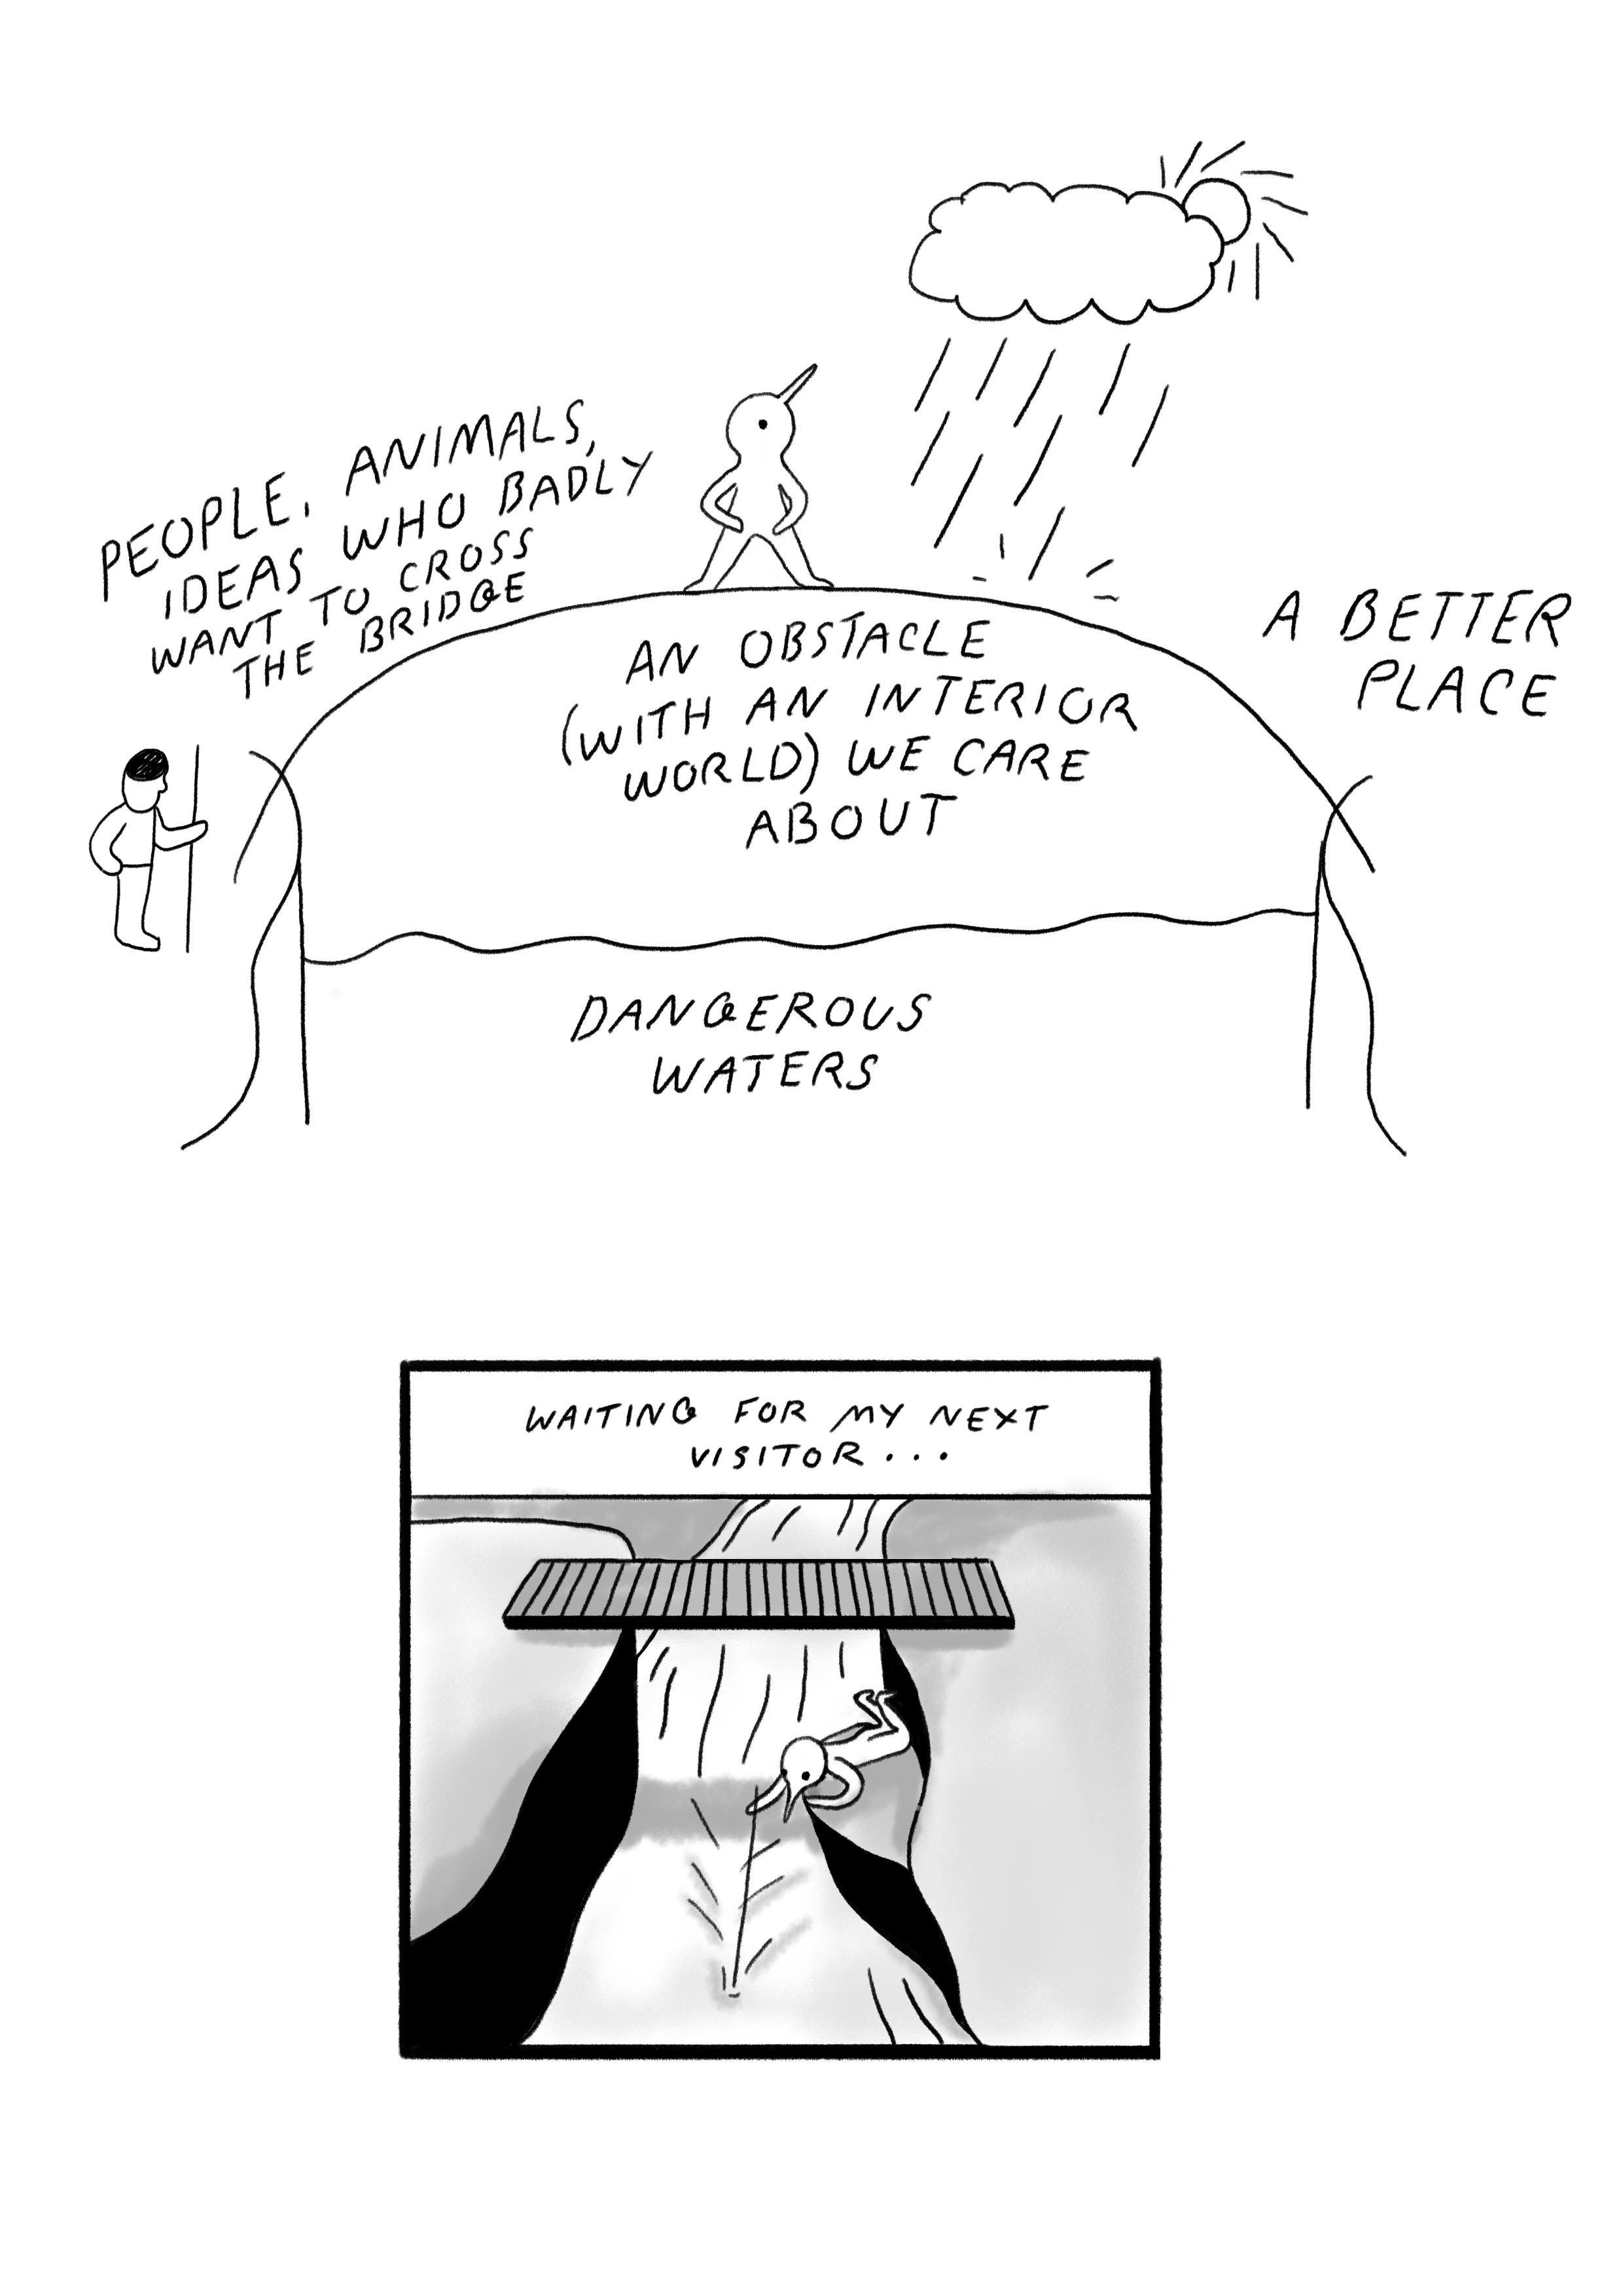 PEOPLE, ANIMALS,
IDEAS WHO BADLY
WANT TO CROSS
THE BRIDGE
AN OBSTACLE
(WITH AN INTERIOR
WORLD) WE CARE
ABOUT
A BETTER
PLACE
DANGEROUS
WATERS
WAITING FOR MY NEXT
VISITOR...